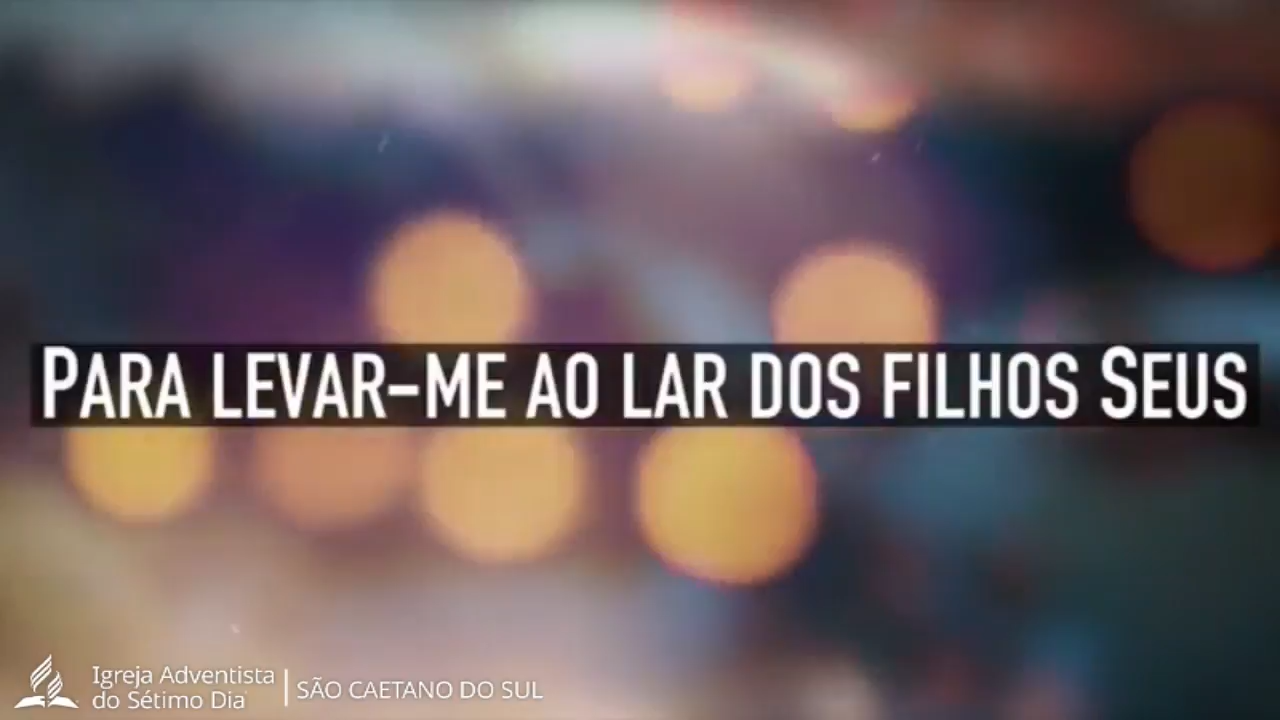 PARA LEVAR-ME AO LAR DOS FILHOS SEUS
Igreja Adventista
do Sétimo Dia
SÃO CAETANO DO SUL